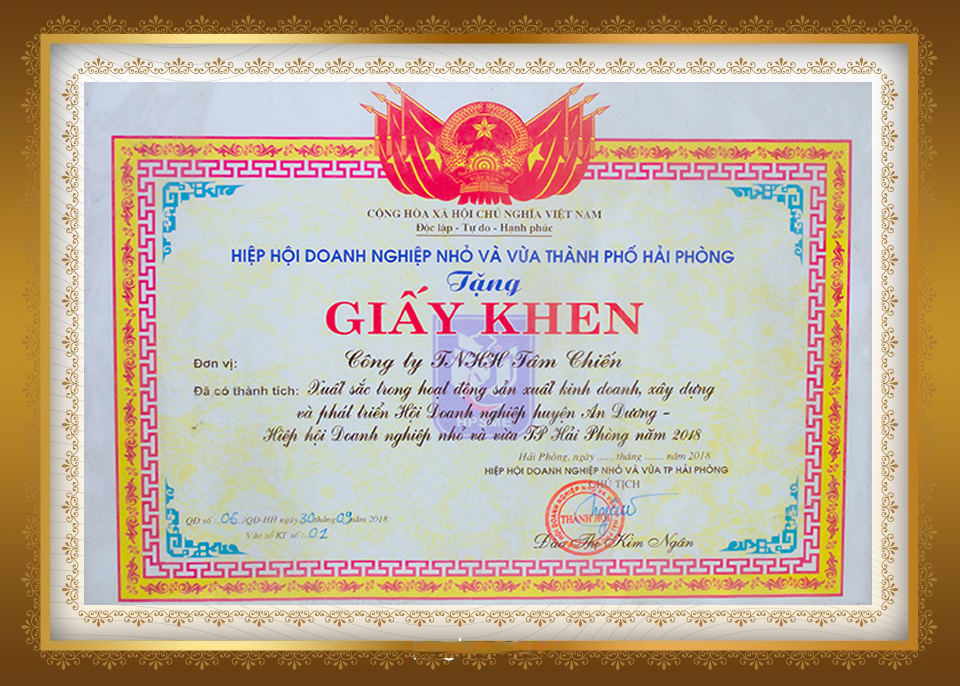 CỘNG HÒA XÃ HỘI CHỦ NGHĨA VIỆT NAM
Độc lập - Tự do - Hạnh phúc
HIỆP HỘI DOANH NGHIỆP NHỎ VÀ VỪA THÀNH PHỐ HẢI PHÒNG
Tặng
GIẤY KHEN
Đơn vị: Công ty TNHH Tâm Chiến
Đã có thành tích: Xuất sắc trong hoạt động sản xuất kinh doanh, xây dựng
và phát triển Hội Doanh nghiệp huyện An Dương -
Hiệp hội Doanh nghiệp nhỏ và vừa TP Hải Phòng năm 2018
HPSME
Hải Phòng, ngày ...... tháng ........ năm 2018
HIỆP HỘI DOANH NGHIỆP NHỎ VÀ VỪA TP HẢI PHÒNG
CHỦ TỊCH
THÀNH HỘI
Đào Thị Kim Ngân
QĐ số :.06./QĐ-HH ngày 30 tháng 09 năm 2018
Vào sổ KT số :..01